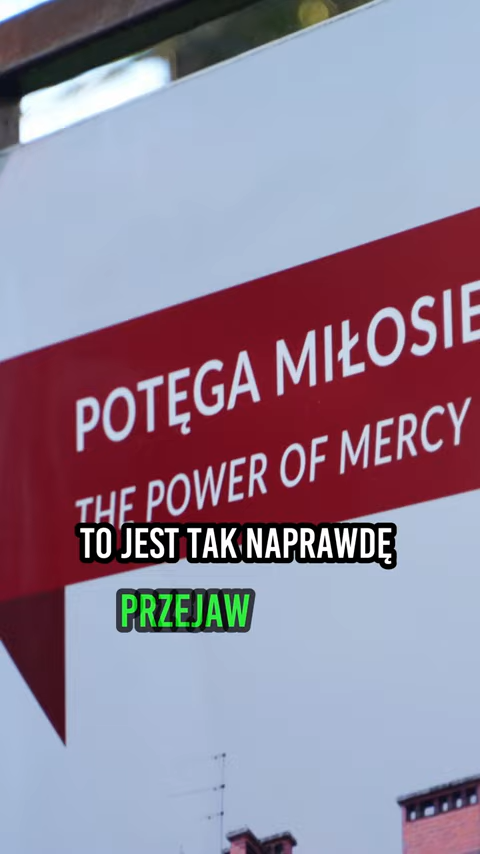 POTĘGA MIŁOSIE
THE POWER OF MERCY
TO JEST TAK NAPRAWDĘ
PRZEJAW